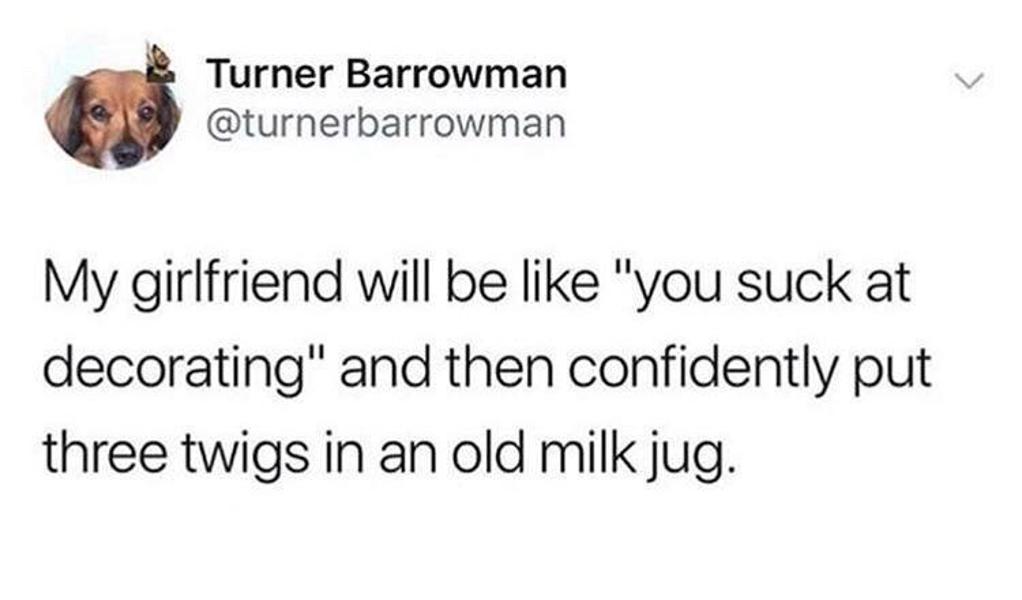 Turner Barrowman
@turnerbarrowman
My girlfriend will be like "you suck at
decorating" and then confidently put
three twigs in an old milk jug.